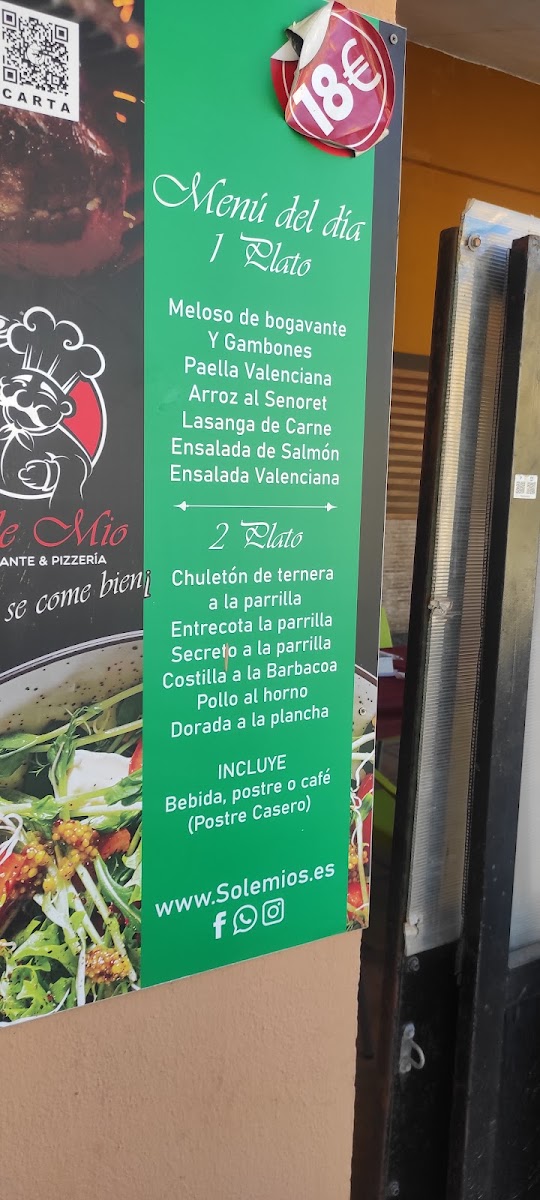 CARTA
18€
Menú del día
1 Plato
Meloso de bogavante
Y Gambones
Paella Valenciana
Arroz al Senoret
Lasanga de Carne
Ensalada de Salmón
Ensalada Valenciana
2 Plato
Chuletón de ternera
a la parrilla
Entrecota la parrilla
Secreto a la parrilla
Costilla a la Barbacoa
Pollo al horno
Dorada a la plancha
INCLUYE
Bebida, postre o café
(Postre Casero)
www.Solemios.es
le Mio
ANTE & PIZZERÍA
se come bien¡